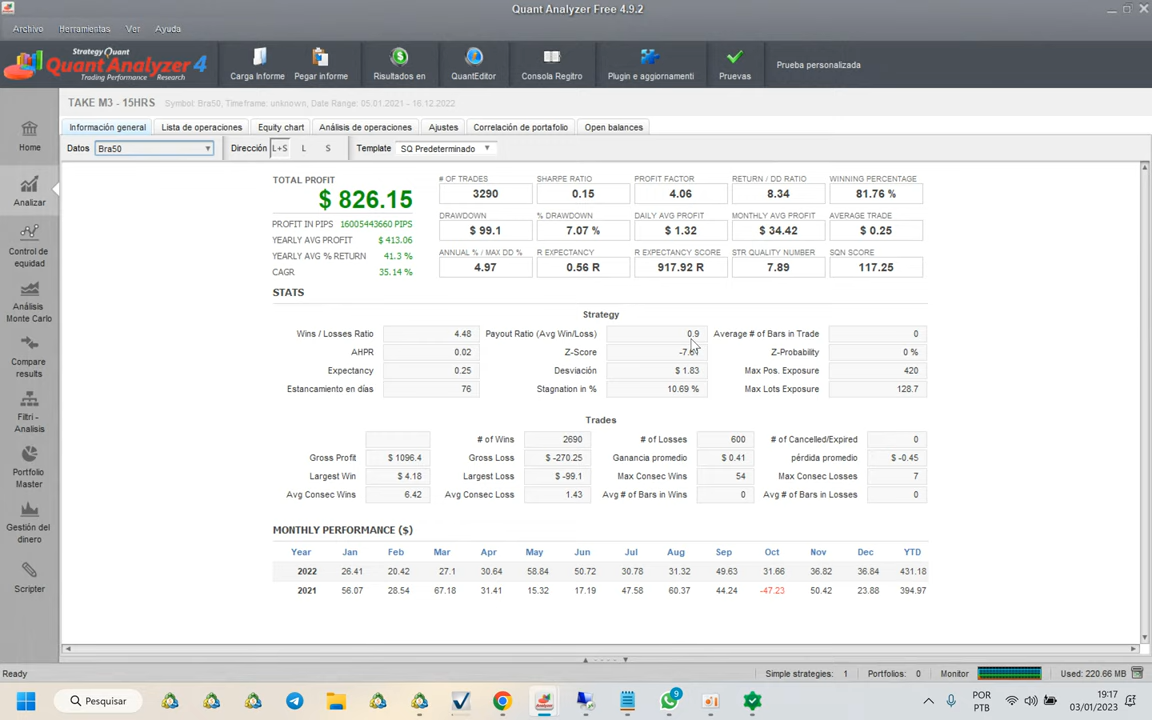 Quant Analyzer Free 4.9.2
Archivo Herramientas Ver Ayuda
Strategy Quant
Quant Analyzer 4
Trading Performance Research
Carga Informe Pegar informe Risultados en QuantEditor Consola Regitro Plugin e aggiornamenti Pruevas Prueba personalizada
TAKE M3 - 15HRS Symbol: Bra50, Timeframe: unknown, Date Range: 05.01.2021 - 16.12.2022
Información general Lista de operaciones Equity chart Análisis de operaciones Ajustes Correlación de portafolio Open balances
Datos Bra50 Dirección L+S L S Template SQ Predeterminado
Home
Analizar
Control de equidad
Análisis Monte Carlo
Compare results
Filtri - Analisis
Portfolio Master
Gestión del dinero
Scripter
TOTAL PROFIT
$ 826.15
PROFIT IN PIPS 16005443660 PIPS
YEARLY AVG PROFIT $ 413.06
YEARLY AVG % RETURN 41.3 %
CAGR 35.14 %
# OF TRADES SHARPE RATIO PROFIT FACTOR RETURN / DD RATIO WINNING PERCENTAGE
3290 0.15 4.06 8.34 81.76 %
DRAWDOWN % DRAWDOWN DAILY AVG PROFIT MONTHLY AVG PROFIT AVERAGE TRADE
$ 99.1 7.07 % $ 1.32 $ 34.42 $ 0.25
ANNUAL % / MAX DD % R EXPECTANCY R EXPECTANCY SCORE STR QUALITY NUMBER SQN SCORE
4.97 0.56 R 917.92 R 7.89 117.25
STATS
Strategy
Wins / Losses Ratio 4.48 Payout Ratio (Avg Win/Loss) 0.9 Average # of Bars in Trade 0
AHPR 0.02 Z-Score Z-Probability 0 %
Expectancy 0.25 Desviación $ 1.83 Max Pos. Exposure 420
Estancamiento en días 76 Stagnation in % 10.69 % Max Lots Exposure 128.7
Trades
# of Wins 2690 # of Losses 600 # of Cancelled/Expired 0
Gross Profit $ 1096.4 Gross Loss $ -270.25 Ganancia promedio $ 0.41 pérdida promedio $ -0.45
Largest Win $ 4.18 Largest Loss $ -99.1 Max Consec Wins 54 Max Consec Losses 7
Avg Consec Wins 6.42 Avg Consec Loss 1.43 Avg # of Bars in Wins 0 Avg # of Bars in Losses 0
MONTHLY PERFORMANCE ($)
Year Jan Feb Mar Apr May Jun Jul Aug Sep Oct Nov Dec YTD
2022 26.41 20.42 27.1 30.64 58.84 50.72 30.78 31.32 49.63 31.66 36.82 36.84 431.18
2021 56.07 28.54 67.18 31.41 15.32 17.19 47.58 60.37 44.24 -47.23 50.42 23.88 394.97
Ready Simple strategies: 1 Portfolios: 0 Monitor Used: 220.66 MB
Pesquisar 9 POR PTB 19:17 03/01/2023